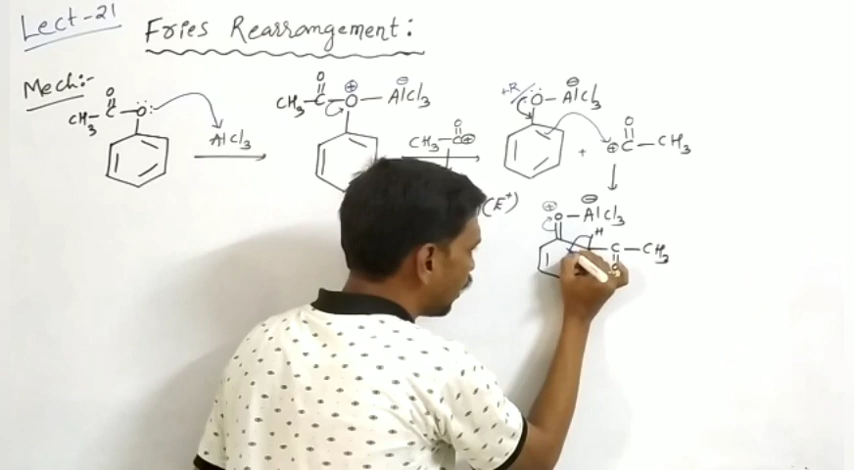 Lect-21
Fries Rearrangement:
Mech:-
O
CH3-C-O:
AlCl3
O ⊕ ⊖
CH3-C-O-AlCl3
O
CH3-C⊕
(E+)
+R ⊖
O-AlCl3
+
O
⊕C-CH3
⊕ ⊖
O-AlCl3
H
C-CH3
O